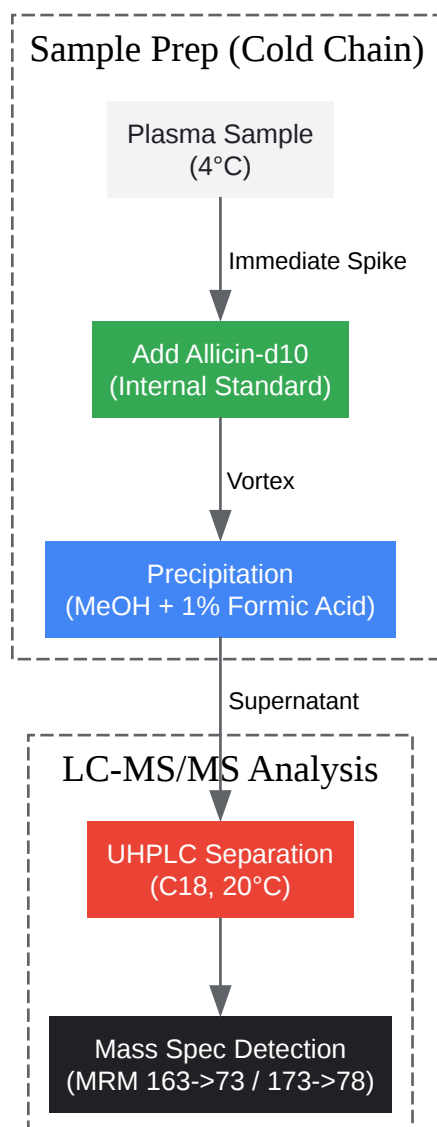 Sample Prep (Cold Chain)
Plasma Sample
(4°C)
Immediate Spike
Add Allicin-d10
(Internal Standard)
Vortex
Precipitation
(MeOH + 1% Formic Acid)
Supernatant
LC-MS/MS Analysis
UHPLC Separation
(C18, 20°C)
Mass Spec Detection
(MRM 163->73 / 173->78)